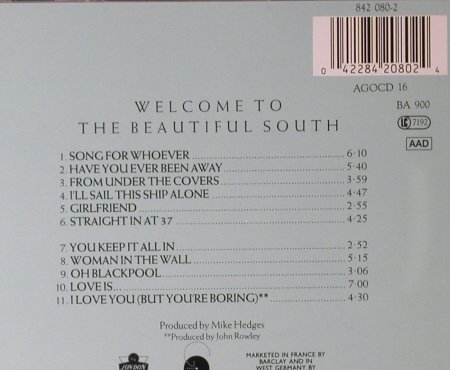 842 080-2
0 42284 20802 4
AGOCD 16
BA 900
LC 7192
AAD
WELCOME TO
THE BEAUTIFUL SOUTH
1. SONG FOR WHOEVER 6·10
2. HAVE YOU EVER BEEN AWAY 5·40
3. FROM UNDER THE COVERS 3·59
4. I'LL SAIL THIS SHIP ALONE 4·47
5. GIRLFRIEND 2·55
6. STRAIGHT IN AT 37 4·25
7. YOU KEEP IT ALL IN 2·52
8. WOMAN IN THE WALL 5·15
9. OH BLACKPOOL 3·06
10. LOVE IS... 7·00
11. I LOVE YOU (BUT YOU'RE BORING)** 4·30
Produced by Mike Hedges
**Produced by John Rowley
LONDON
MARKETED IN FRANCE BY
BARCLAY AND IN
WEST GERMANY BY